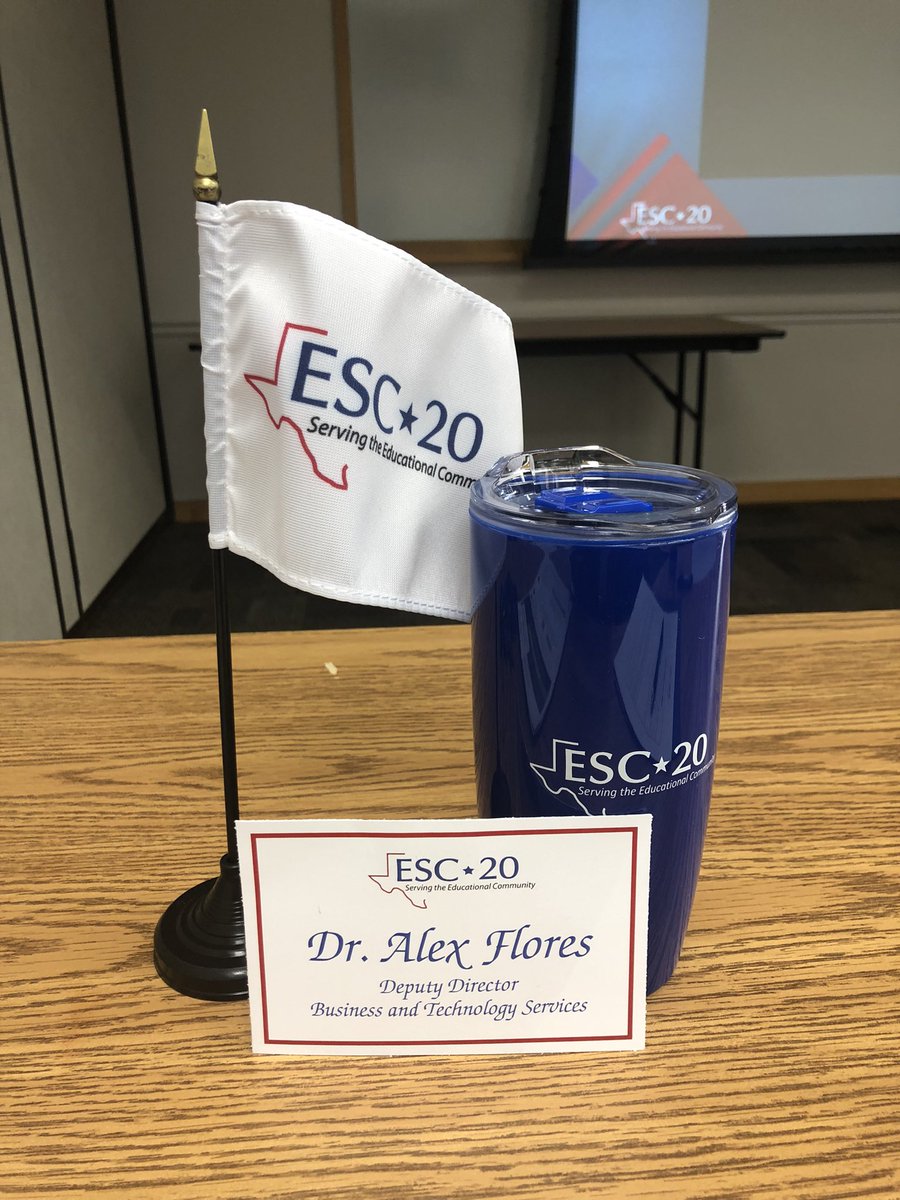 ESC★20
ESC★20
Serving the Educational Comm
ESC★20
Serving the Educational Community
ESC★20
Serving the Educational Community
Dr. Alex Flores
Deputy Director
Business and Technology Services